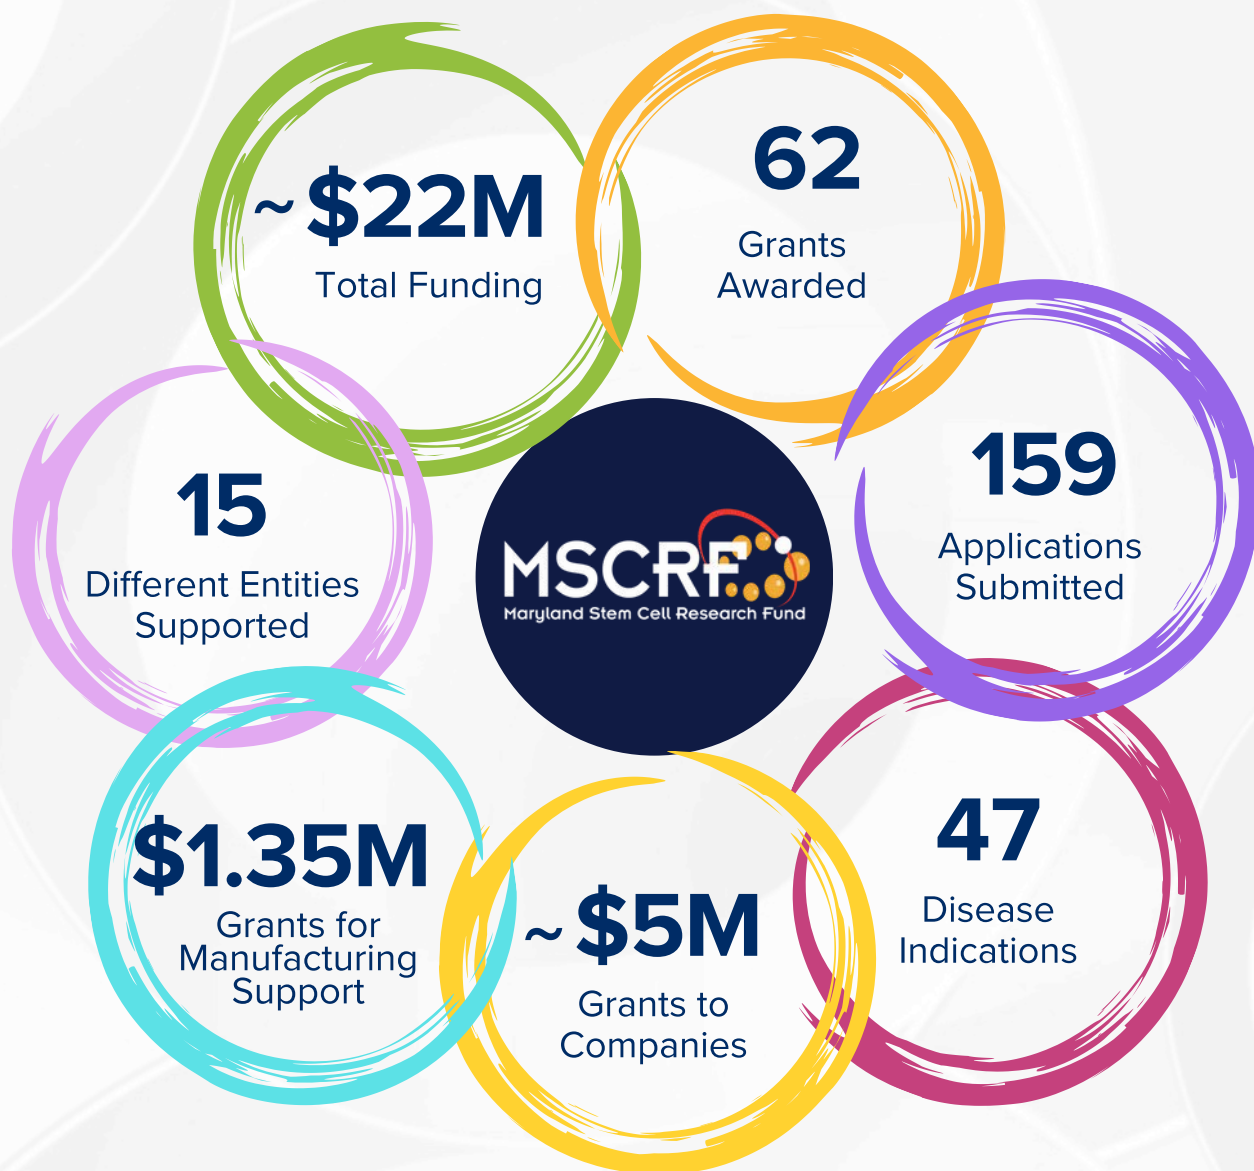 ~$22M
Total Funding
62
Grants
Awarded
159
Applications
Submitted
47
Disease
Indications
~$5M
Grants to
Companies
$1.35M
Grants for
Manufacturing
Support
15
Different Entities
Supported
MSCRF
Maryland Stem Cell Research Fund